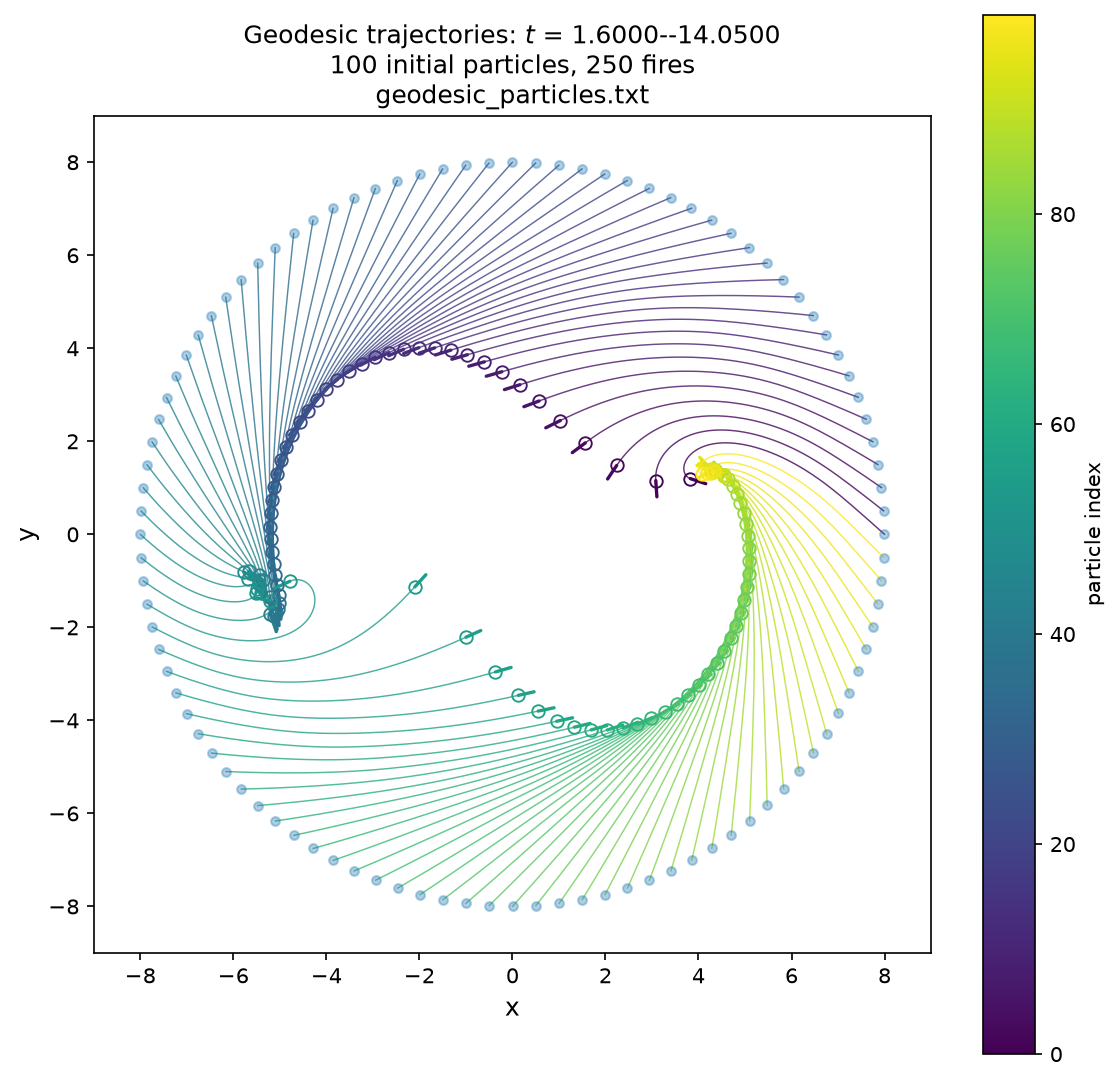 Geodesic trajectories: t = 1.6000--14.0500
100 initial particles, 250 fires
geodesic_particles.txt
8
6
4
2
0
−2
−4
−6
−8
y
−8 −6 −4 −2 0 2 4 6 8
x
80
60
40
20
0
particle index